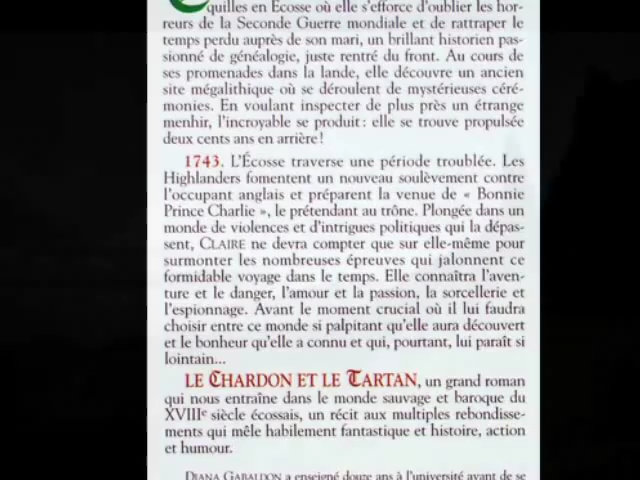 quilles en Écosse où elle s'efforce d'oublier les hor-
reurs de la Seconde Guerre mondiale et de rattraper le
temps perdu auprès de son mari, un brillant historien pas-
sionné de généalogie, juste rentré du front. Au cours de
ses promenades dans la lande, elle découvre un ancien
site mégalithique où se déroulent de mystérieuses céré-
monies. En voulant inspecter de plus près un étrange
menhir, l'incroyable se produit : elle se trouve propulsée
deux cents ans en arrière !
1743. L'Écosse traverse une période troublée. Les
Highlanders fomentent un nouveau soulèvement contre
l'occupant anglais et préparent la venue de « Bonnie
Prince Charlie », le prétendant au trône. Plongée dans un
monde de violences et d'intrigues politiques qui la dépas-
sent, CLAIRE ne devra compter que sur elle-même pour
surmonter les nombreuses épreuves qui jalonnent ce
formidable voyage dans le temps. Elle connaîtra l'aven-
ture et le danger, l'amour et la passion, la sorcellerie et
l'espionnage. Avant le moment crucial où il lui faudra
choisir entre ce monde si palpitant qu'elle aura découvert
et le bonheur qu'elle a connu et qui, pourtant, lui paraît si
lointain...
LE CHARDON ET LE TARTAN, un grand roman
qui nous entraîne dans le monde sauvage et baroque du
XVIIIe siècle écossais, un récit aux multiples rebondisse-
ments qui mêle habilement fantastique et histoire, action
et humour.
DIANA GABALDON a enseigné douze ans à l'université avant de se